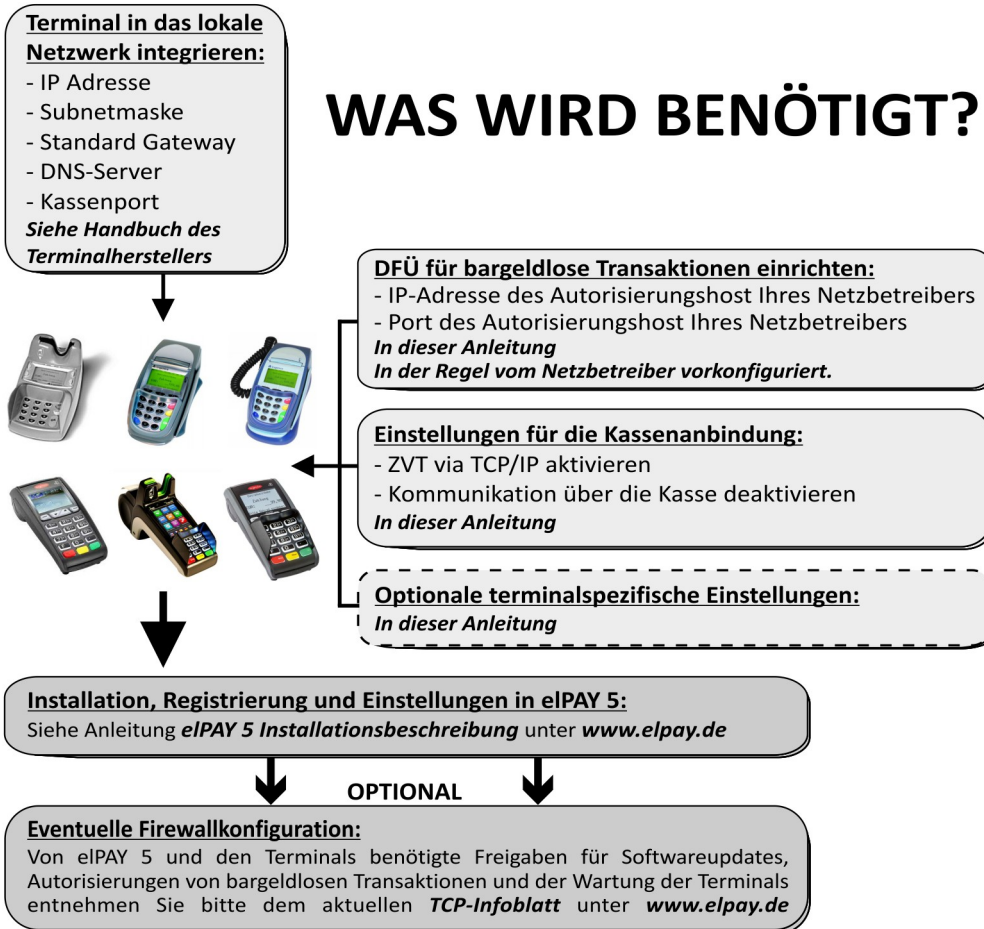 Terminal in das lokale
Netzwerk integrieren:
- IP Adresse
- Subnetmaske
- Standard Gateway
- DNS-Server
- Kassenport
Siehe Handbuch des
Terminalherstellers
WAS WIRD BENÖTIGT?
DFÜ für bargeldlose Transaktionen einrichten:
- IP-Adresse des Autorisierungshost Ihres Netzbetreibers
- Port des Autorisierungshost Ihres Netzbetreibers
In dieser Anleitung
In der Regel vom Netzbetreiber vorkonfiguriert.
Einstellungen für die Kassenanbindung:
- ZVT via TCP/IP aktivieren
- Kommunikation über die Kasse deaktivieren
In dieser Anleitung
Optionale terminalspezifische Einstellungen:
In dieser Anleitung
Installation, Registrierung und Einstellungen in elPAY 5:
Siehe Anleitung elPAY 5 Installationsbeschreibung unter www.elpay.de
OPTIONAL
Eventuelle Firewallkonfiguration:
Von elPAY 5 und den Terminals benötigte Freigaben für Softwareupdates,
Autorisierungen von bargeldlosen Transaktionen und der Wartung der Terminals
entnehmen Sie bitte dem aktuellen TCP-Infoblatt unter www.elpay.de